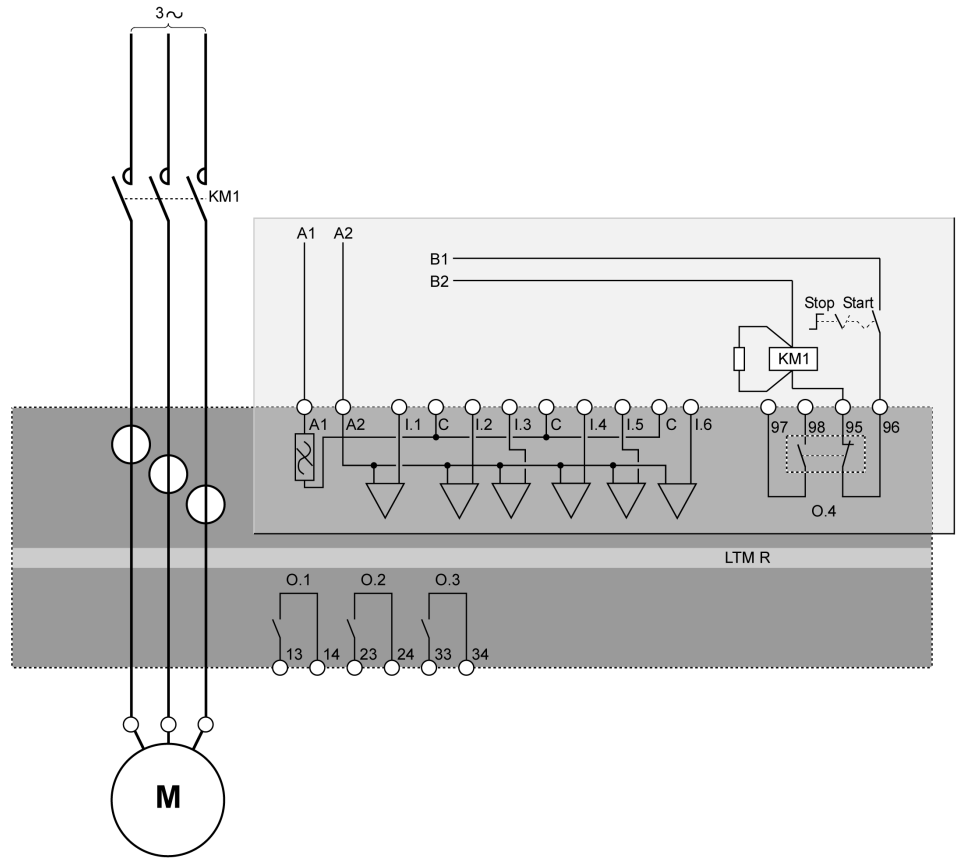 3~
KM1
A1 A2
B1
B2
Stop Start
KM1
A1 A2 I.1 C I.2 I.3 C I.4 I.5 C I.6 97 98 95 96
O.4
LTM R
O.1 O.2 O.3
13 14 23 24 33 34
M